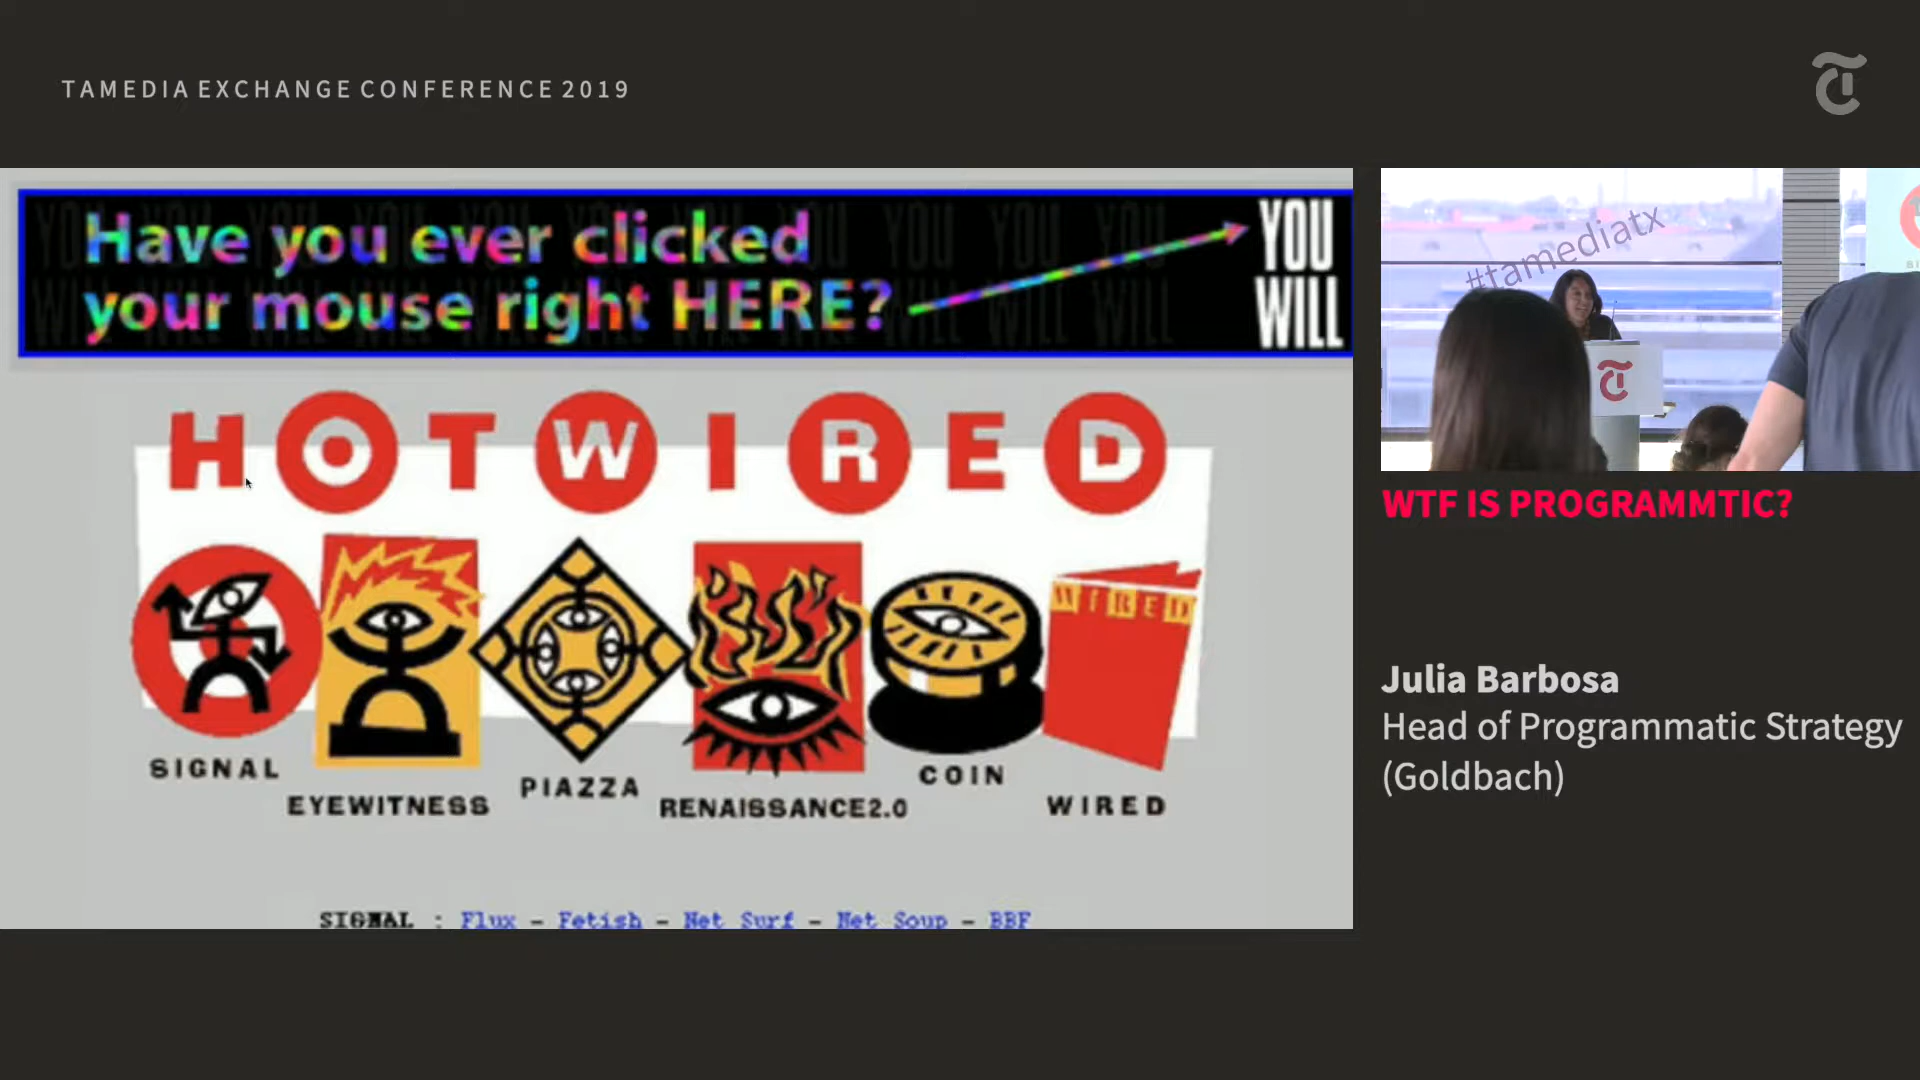 TAMEDIA EXCHANGE CONFERENCE 2019
Have you ever clicked
your mouse right HERE?
YOU
WILL
HOTWIRED
WIRED
SIGNAL
EYEWITNESS
PIAZZA
RENAISSANCE2.0
COIN
WIRED
SIGNAL : Flux - Fetish - Net Surf - Net Soup - BBF
#tamediatx
WTF IS PROGRAMMTIC?
Julia Barbosa
Head of Programmatic Strategy
(Goldbach)